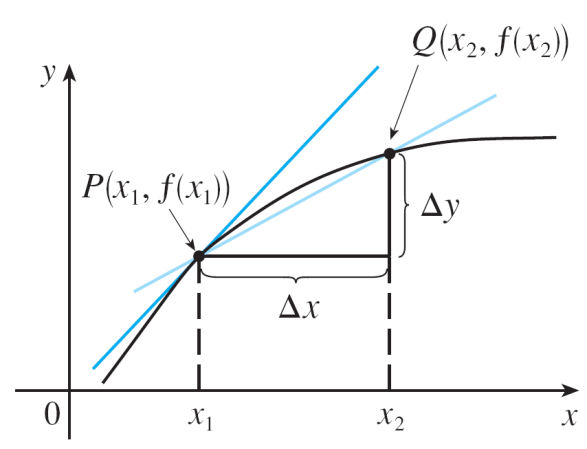 Q(x₂, f(x₂))
y
P(x₁, f(x₁))
Δy
Δx
0
x₁
x₂
x